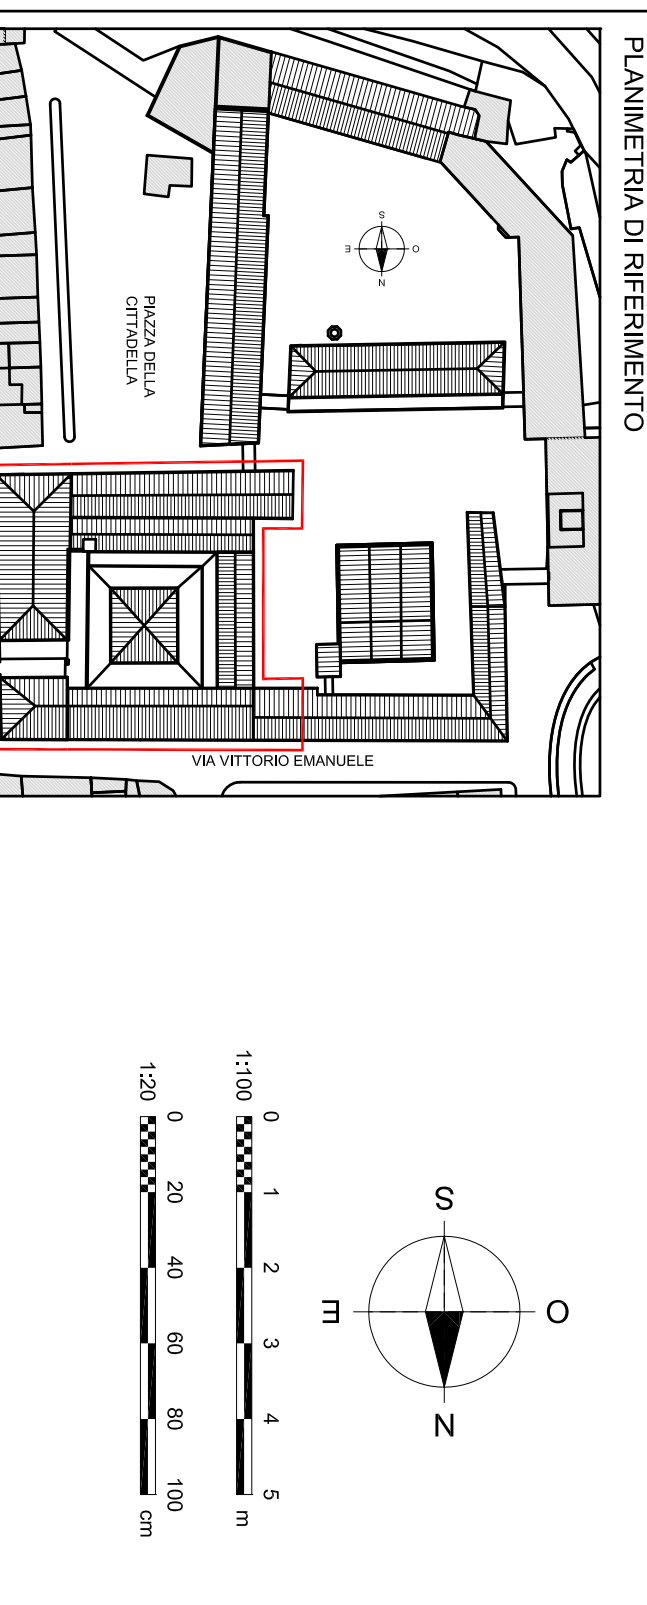 PLANIMETRIA DI RIFERIMENTO
S
E
O
N
PIAZZA DELLA
CITTADELLA
VIA VITTORIO EMANUELE
S
E
O
N
1:100
0 1 2 3 4 5 m
1:20
0 20 40 60 80 100 cm